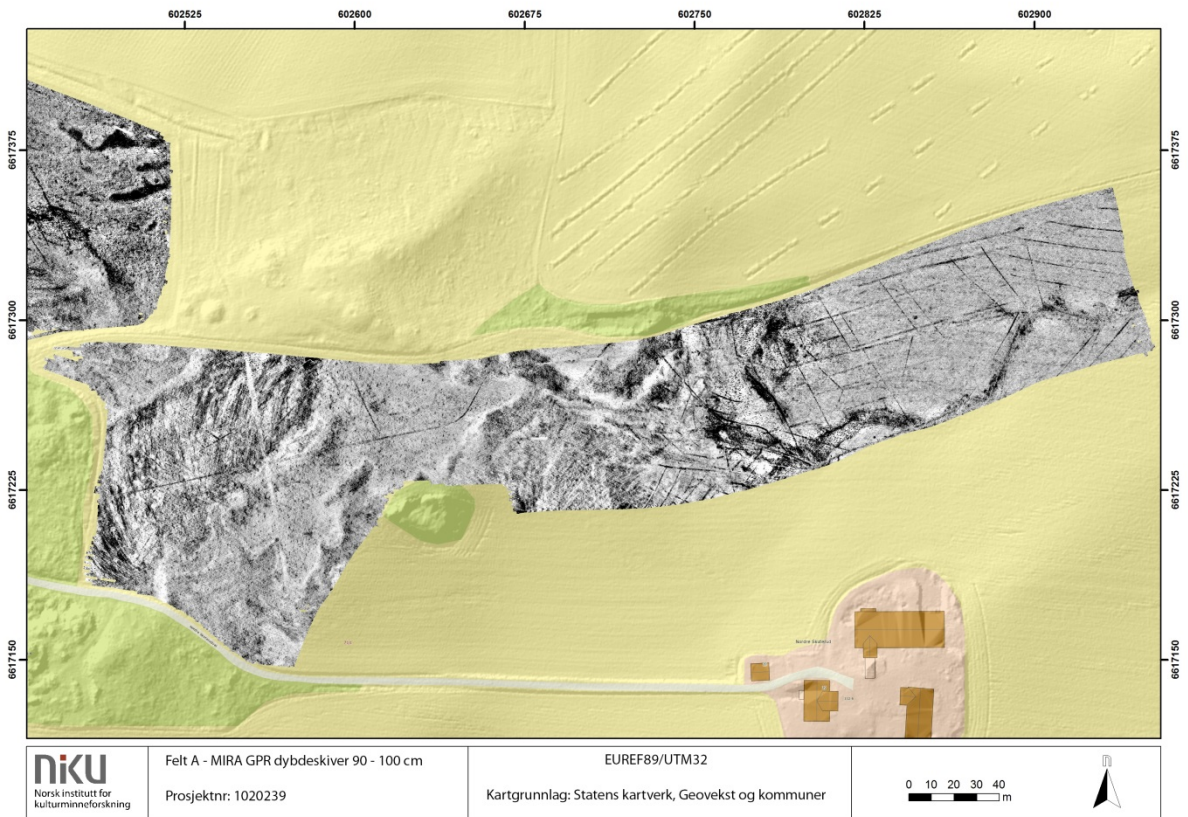 602525 602600 602675 602750 602825 602900
6617375 6617375
6617300 6617300
6617225 6617225
6617150 6617150
niku
Norsk institutt for
kulturminneforskning
Felt A - MIRA GPR dybdeskiver 90 - 100 cm
Prosjektnr: 1020239
EUREF89/UTM32
Kartgrunnlag: Statens kartverk, Geovekst og kommuner
0 10 20 30 40
m
n